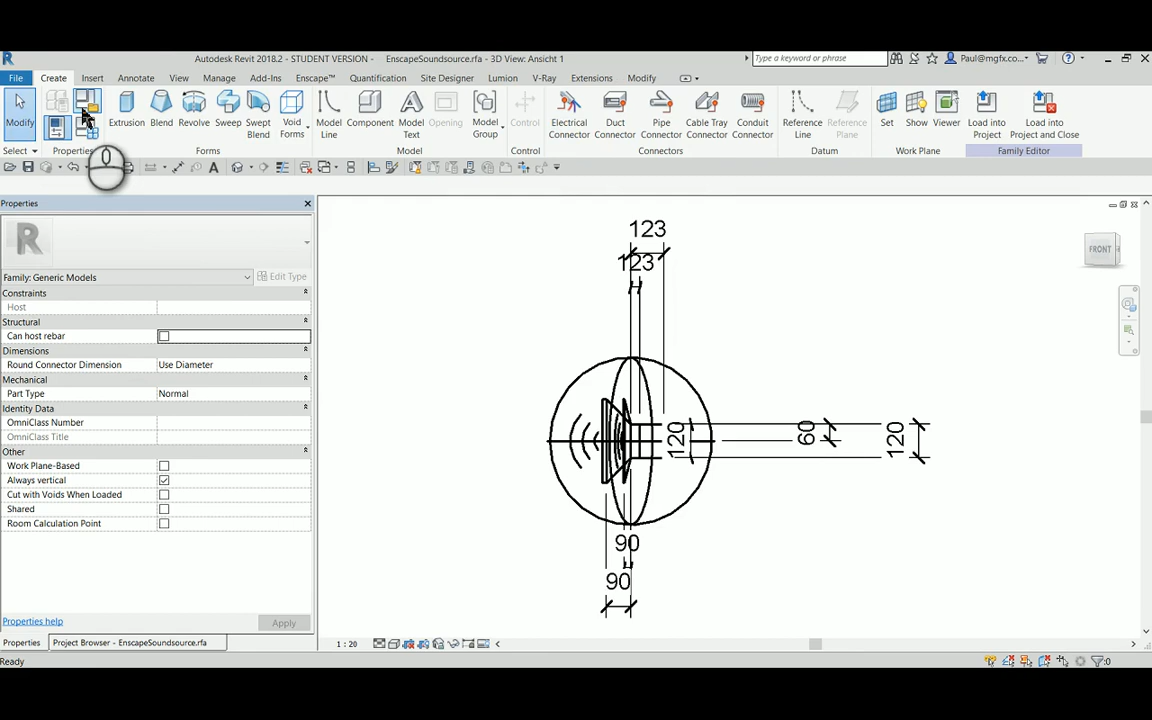 Autodesk Revit 2018.2 - STUDENT VERSION - EnscapeSoundsource.rfa - 3D View: Ansicht 1
Type a keyword or phrase
Paul@mgfx.co...
File Create Insert Annotate View Manage Add-Ins Enscape™ Quantification Site Designer Lumion V-Ray Extensions Modify
Modify Extrusion Blend Revolve Sweep Swept Blend Void Forms Model Line Component Model Text Opening Model Group Control Electrical Connector Duct Connector Pipe Connector Cable Tray Connector Conduit Connector Reference Line Reference Plane Set Show Viewer Load into Project Load into Project and Close
Select Properties Forms Model Control Connectors Datum Work Plane Family Editor
Properties
R
Family: Generic Models Edit Type
Constraints
Host
Structural
Can host rebar
Dimensions
Round Connector Dimension Use Diameter
Mechanical
Part Type Normal
Identity Data
OmniClass Number
OmniClass Title
Other
Work Plane-Based
Always vertical
Cut with Voids When Loaded
Shared
Room Calculation Point
Properties help Apply
Properties Project Browser - EnscapeSoundsource.rfa
Ready
123
123
120
60
120
90
90
FRONT
1 : 20
:0